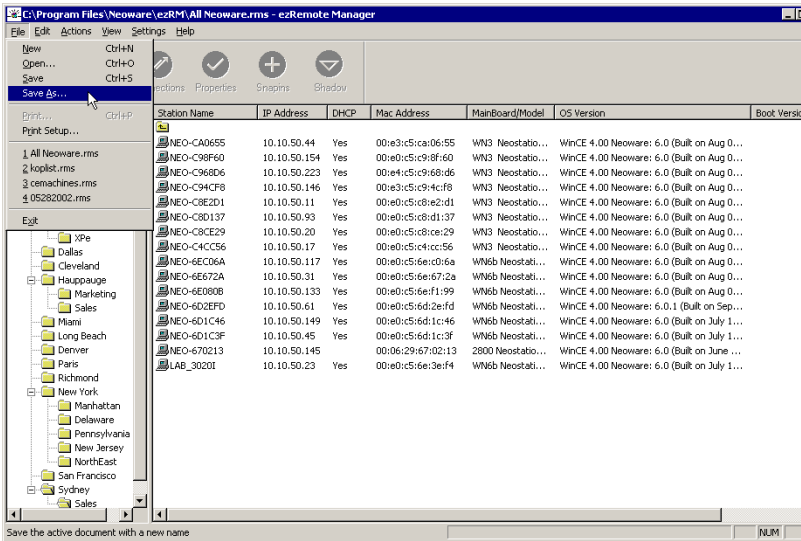 C:\Program Files\Neoware\ezRM\All Neoware.rms - ezRemote Manager
File Edit Actions View Settings Help
New Ctrl+N
Open... Ctrl+O
Save Ctrl+S
Save As...
Print... Ctrl+P
Print Setup...
1 All Neoware.rms
2 koplist.rms
3 cemachines.rms
4 05282002.rms
Exit
Properties Snapins Shadow
Station Name IP Address DHCP Mac Address MainBoard/Model OS Version Boot Versio
NEO-CA0655 10.10.50.44 Yes 00:e3:c5:ca:06:55 WN3 Neostatio... WinCE 4.00 Neoware: 6.0 (Built on Aug 0...
NEO-C98F60 10.10.50.154 Yes 00:e0:c5:c9:8f:60 WN3 Neostatio... WinCE 4.00 Neoware: 6.0 (Built on Aug 0...
NEO-C968D6 10.10.50.223 Yes 00:e4:c5:c9:68:d6 WN3 Neostatio... WinCE 4.00 Neoware: 6.0 (Built on Aug 0...
NEO-C94CF8 10.10.50.146 Yes 00:e3:c5:c9:4c:f8 WN3 Neostatio... WinCE 4.00 Neoware: 6.0 (Built on Aug 0...
NEO-C8E2D1 10.10.50.11 Yes 00:e0:c5:c8:e2:d1 WN3 Neostatio... WinCE 4.00 Neoware: 6.0 (Built on Aug 0...
NEO-C8D137 10.10.50.93 Yes 00:e0:c5:c8:d1:37 WN3 Neostatio... WinCE 4.00 Neoware: 6.0 (Built on Aug 0...
NEO-C8CE29 10.10.50.20 Yes 00:e0:c5:c8:ce:29 WN3 Neostatio... WinCE 4.00 Neoware: 6.0 (Built on Aug 0...
NEO-C4CC56 10.10.50.17 Yes 00:e0:c5:c4:cc:56 WN3 Neostatio... WinCE 4.00 Neoware: 6.0 (Built on Aug 0...
NEO-6EC06A 10.10.50.117 Yes 00:e0:c5:6e:c0:6a WN6b Neostati... WinCE 4.00 Neoware: 6.0 (Built on Aug 0...
NEO-6E672A 10.10.50.31 Yes 00:e0:c5:6e:67:2a WN6b Neostati... WinCE 4.00 Neoware: 6.0 (Built on Aug 0...
NEO-6E080B 10.10.50.133 Yes 00:e0:c5:6e:f1:99 WN6b Neostati... WinCE 4.00 Neoware: 6.0 (Built on Aug 0...
NEO-6D2EFD 10.10.50.61 Yes 00:e0:c5:6d:2e:fd WN6b Neostati... WinCE 4.00 Neoware: 6.0.1 (Built on Sep...
NEO-6D1C46 10.10.50.149 Yes 00:e0:c5:6d:1c:46 WN6b Neostati... WinCE 4.00 Neoware: 6.0 (Built on July 1...
NEO-6D1C3F 10.10.50.45 Yes 00:e0:c5:6d:1c:3f WN6b Neostati... WinCE 4.00 Neoware: 6.0 (Built on July 1...
NEO-670213 10.10.50.145 00:06:29:67:02:13 2800 Neostatio... WinCE 4.00 Neoware: 6.0 (Built on June ...
LAB_3020I 10.10.50.23 Yes 00:e0:c5:6e:3e:f4 WN6b Neostati... WinCE 4.00 Neoware: 6.0 (Built on July 1...
XPe
Dallas
Cleveland
Hauppauge
Marketing
Sales
Miami
Long Beach
Denver
Paris
Richmond
New York
Manhattan
Delaware
Pennsylvania
New Jersey
NorthEast
San Francisco
Sydney
Sales
Save the active document with a new name
NUM